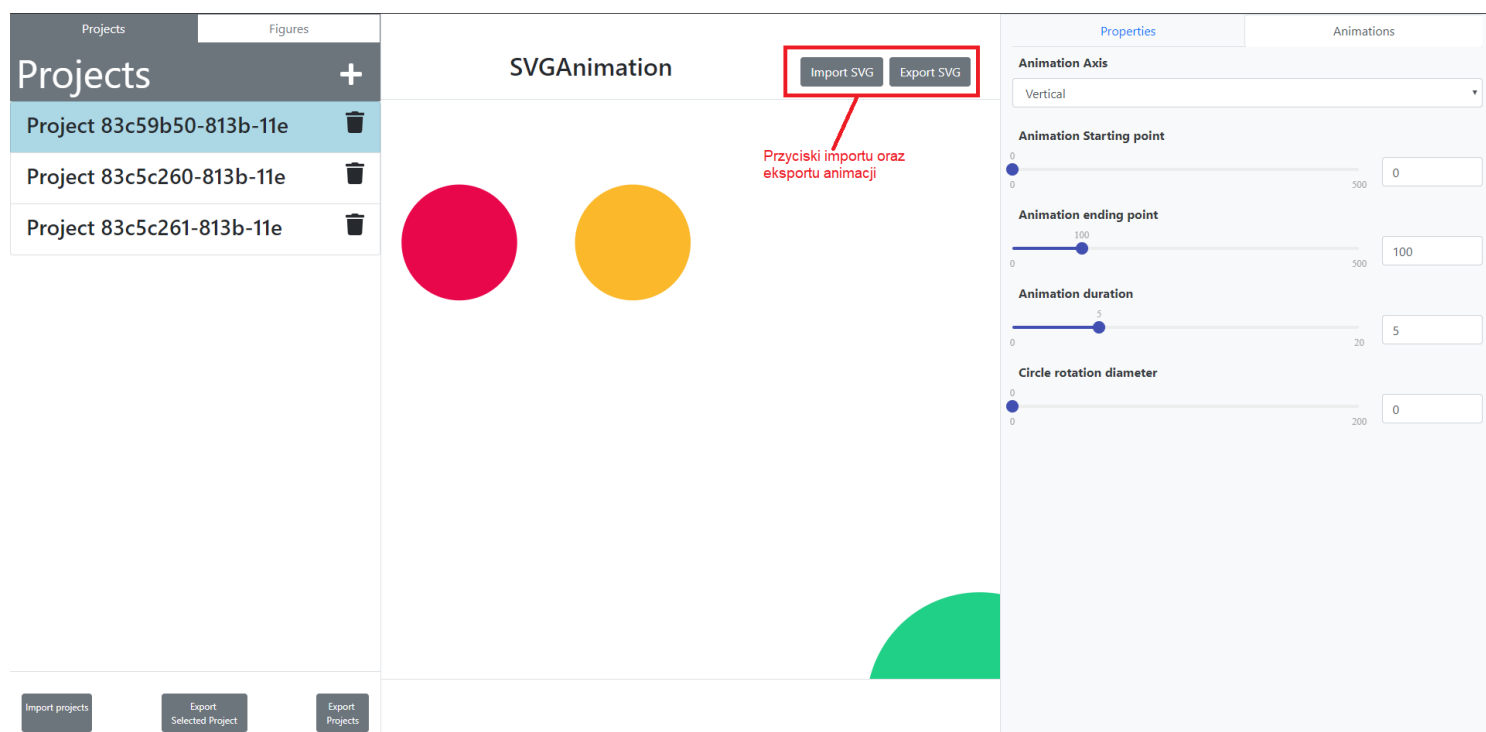 Projects
Figures
Projects
+
Project 83c59b50-813b-11e
Project 83c5c260-813b-11e
Project 83c5c261-813b-11e
Import projects
Export
Selected Project
Export
Projects
SVGAnimation
Import SVG
Export SVG
Przyciski importu oraz
eksportu animacji
Properties
Animations
Animation Axis
Vertical
Animation Starting point
0
0
500
0
Animation ending point
100
0
500
100
Animation duration
5
0
20
5
Circle rotation diameter
0
0
200
0